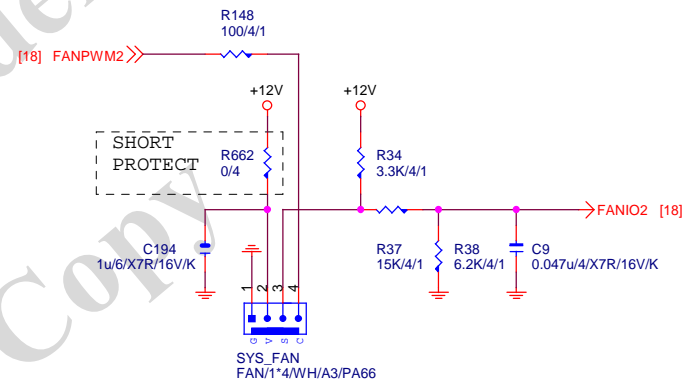 R148
100/4/1
[18] FANPWM2
+12V
+12V
SHORT
PROTECT
R662
0/4
R34
3.3K/4/1
FANIO2 [18]
C194
1u/6/X7R/16V/K
R37
15K/4/1
R38
6.2K/4/1
C9
0.047u/4/X7R/16V/K
1
2
3
4
G
V
S
C
SYS_FAN
FAN/1*4/WH/A3/PA66
Copy